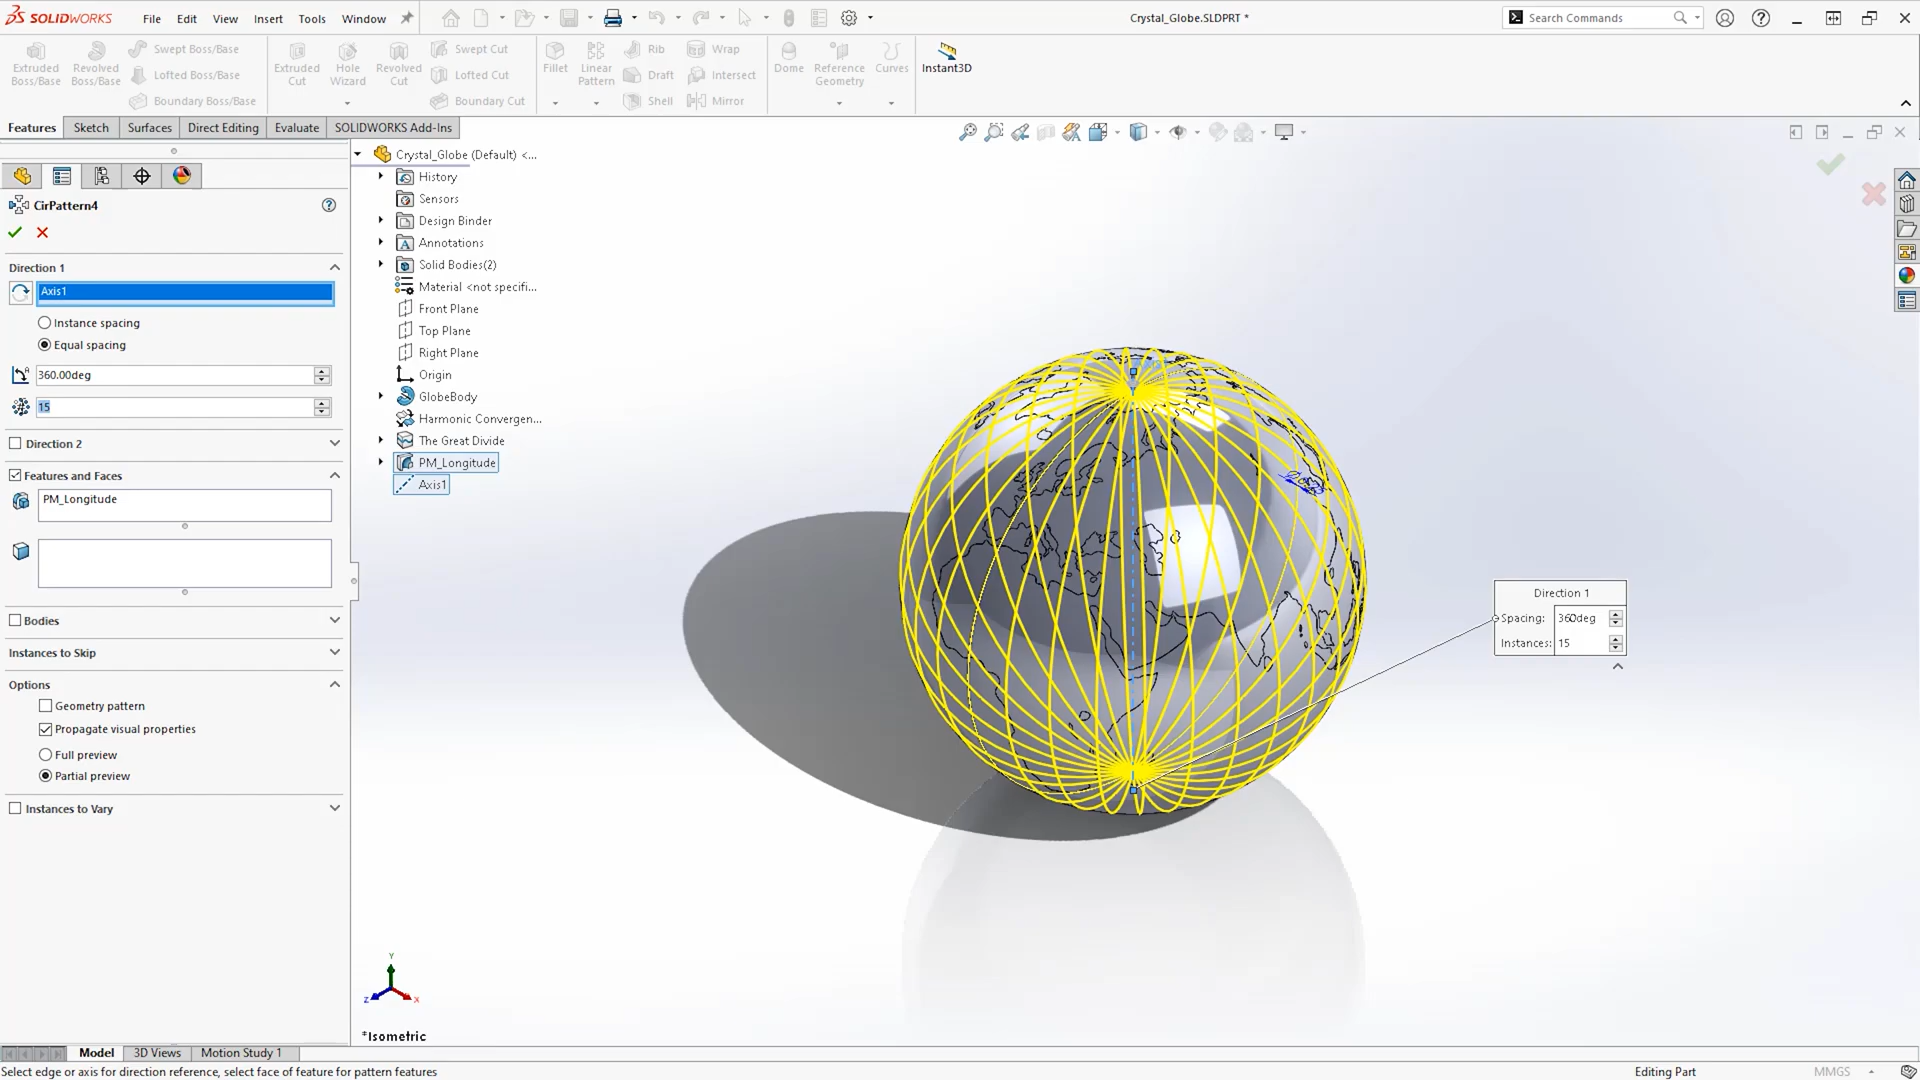 SOLIDWORKS
File Edit View Insert Tools Window
Crystal_Globe.SLDPRT *
Search Commands
Extruded Boss/Base
Revolved Boss/Base
Swept Boss/Base
Lofted Boss/Base
Boundary Boss/Base
Extruded Cut
Hole Wizard
Revolved Cut
Swept Cut
Lofted Cut
Boundary Cut
Fillet
Linear Pattern
Rib
Draft
Shell
Wrap
Intersect
Mirror
Dome
Reference Geometry
Curves
Instant3D
Features Sketch Surfaces Direct Editing Evaluate SOLIDWORKS Add-Ins
CirPattern4
Direction 1
Axis1
Instance spacing
Equal spacing
360.00deg
15
Direction 2
Features and Faces
PM_Longitude
Bodies
Instances to Skip
Options
Geometry pattern
Propagate visual properties
Full preview
Partial preview
Instances to Vary
Crystal_Globe (Default) <...
History
Sensors
Design Binder
Annotations
Solid Bodies(2)
Material <not specifi...
Front Plane
Top Plane
Right Plane
Origin
GlobeBody
Harmonic Convergen...
The Great Divide
PM_Longitude
Axis1
Direction 1
Spacing: 360deg
Instances: 15
Y
Z
X
*Isometric
Model 3D Views Motion Study 1
Select edge or axis for direction reference, select face of feature for pattern features
Editing Part
MMGS